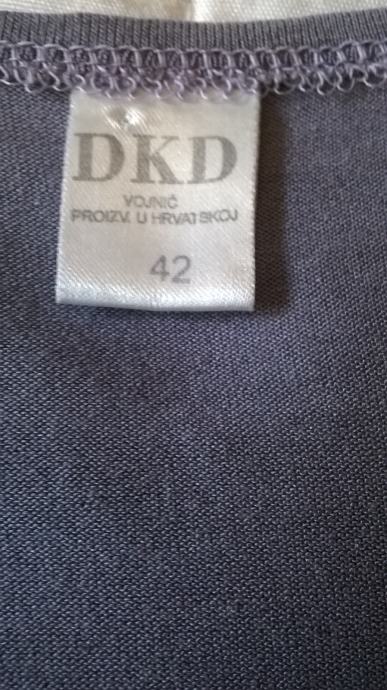 DKD
VOJNIĆ
PROIZV. U HRVATSKOJ
42